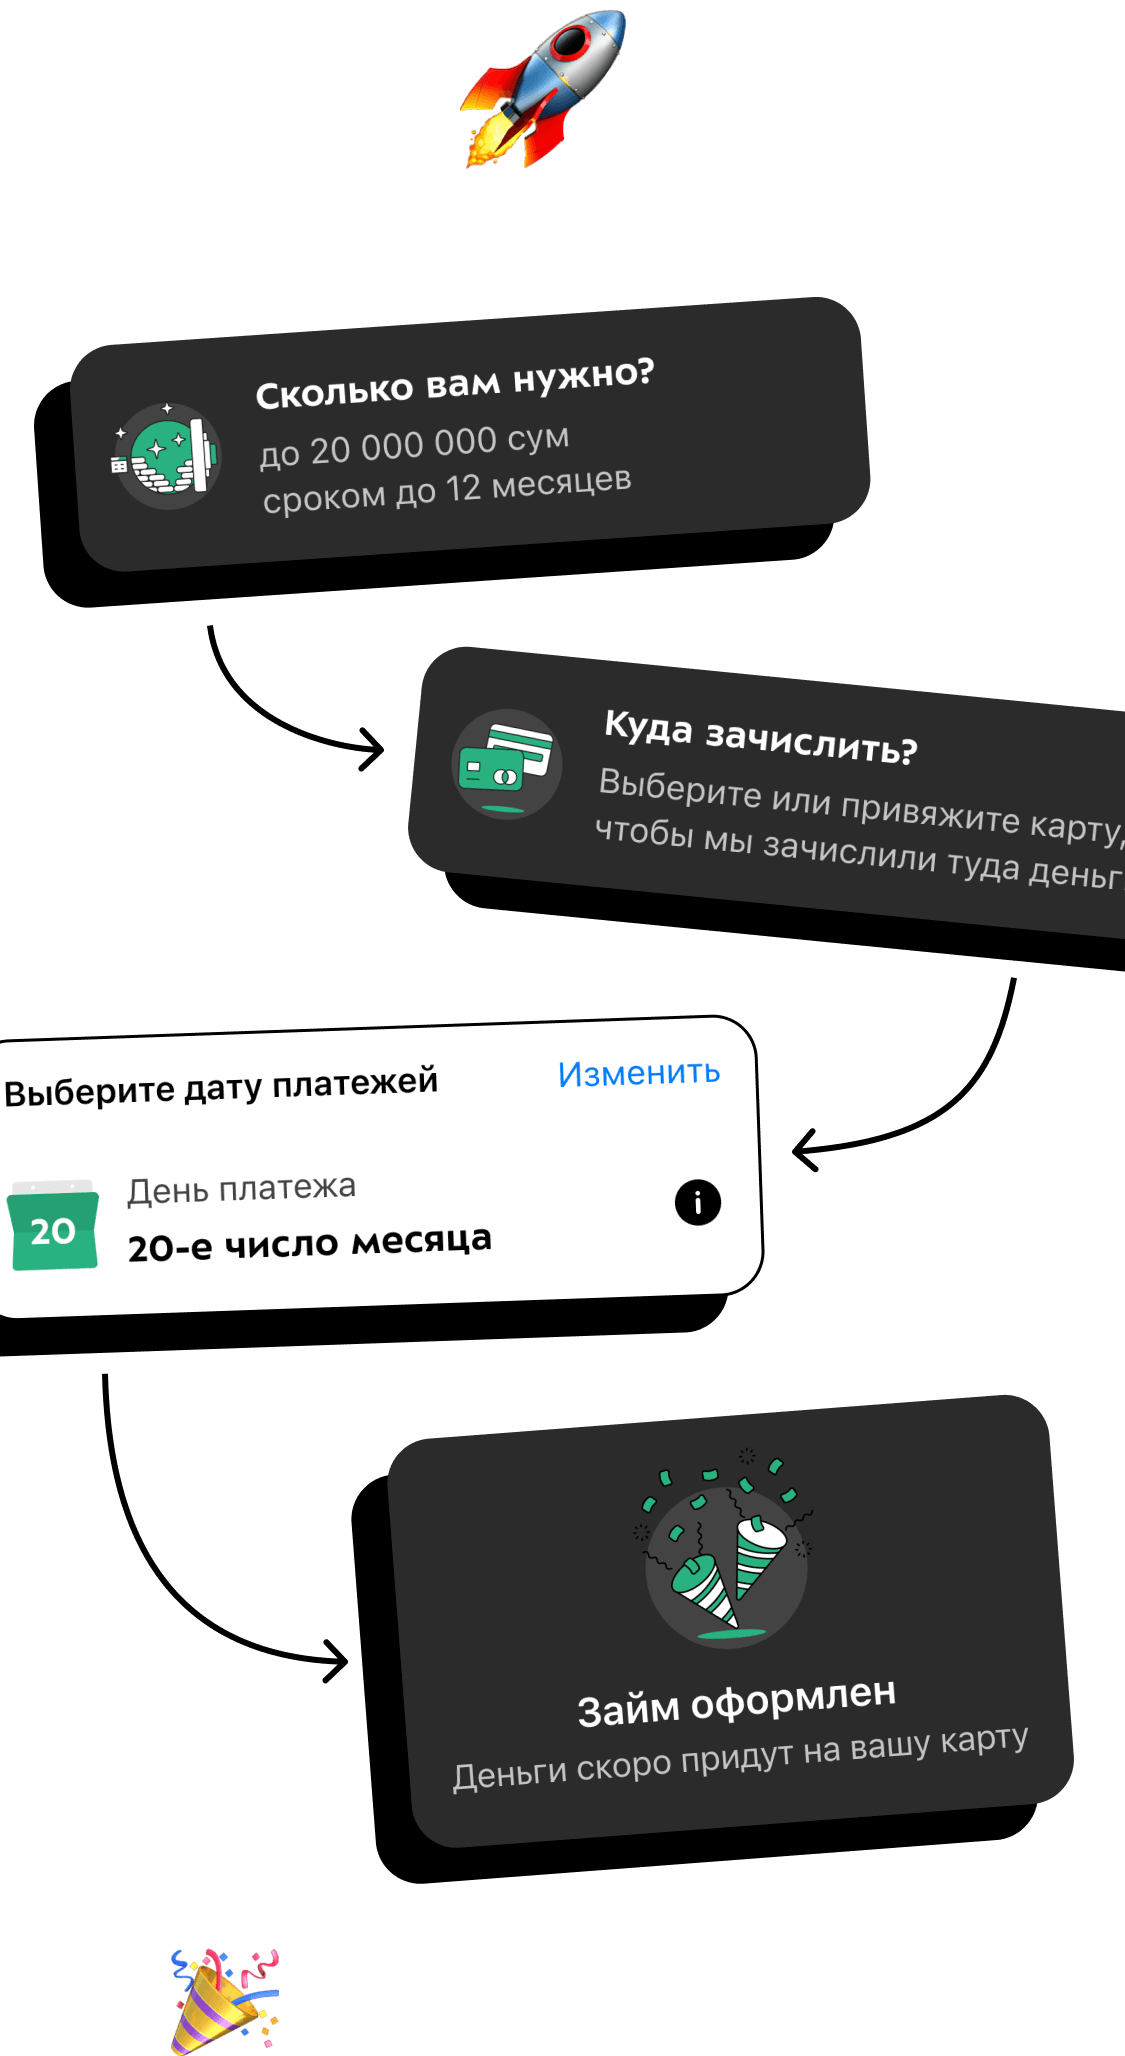 Сколько вам нужно?
до 20 000 000 сум
сроком до 12 месяцев
Куда зачислить?
Выберите или привяжите карту,
чтобы мы зачислили туда деньг
Выберите дату платежей
Изменить
20
День платежа
20-е число месяца
Займ оформлен
Деньги скоро придут на вашу карту